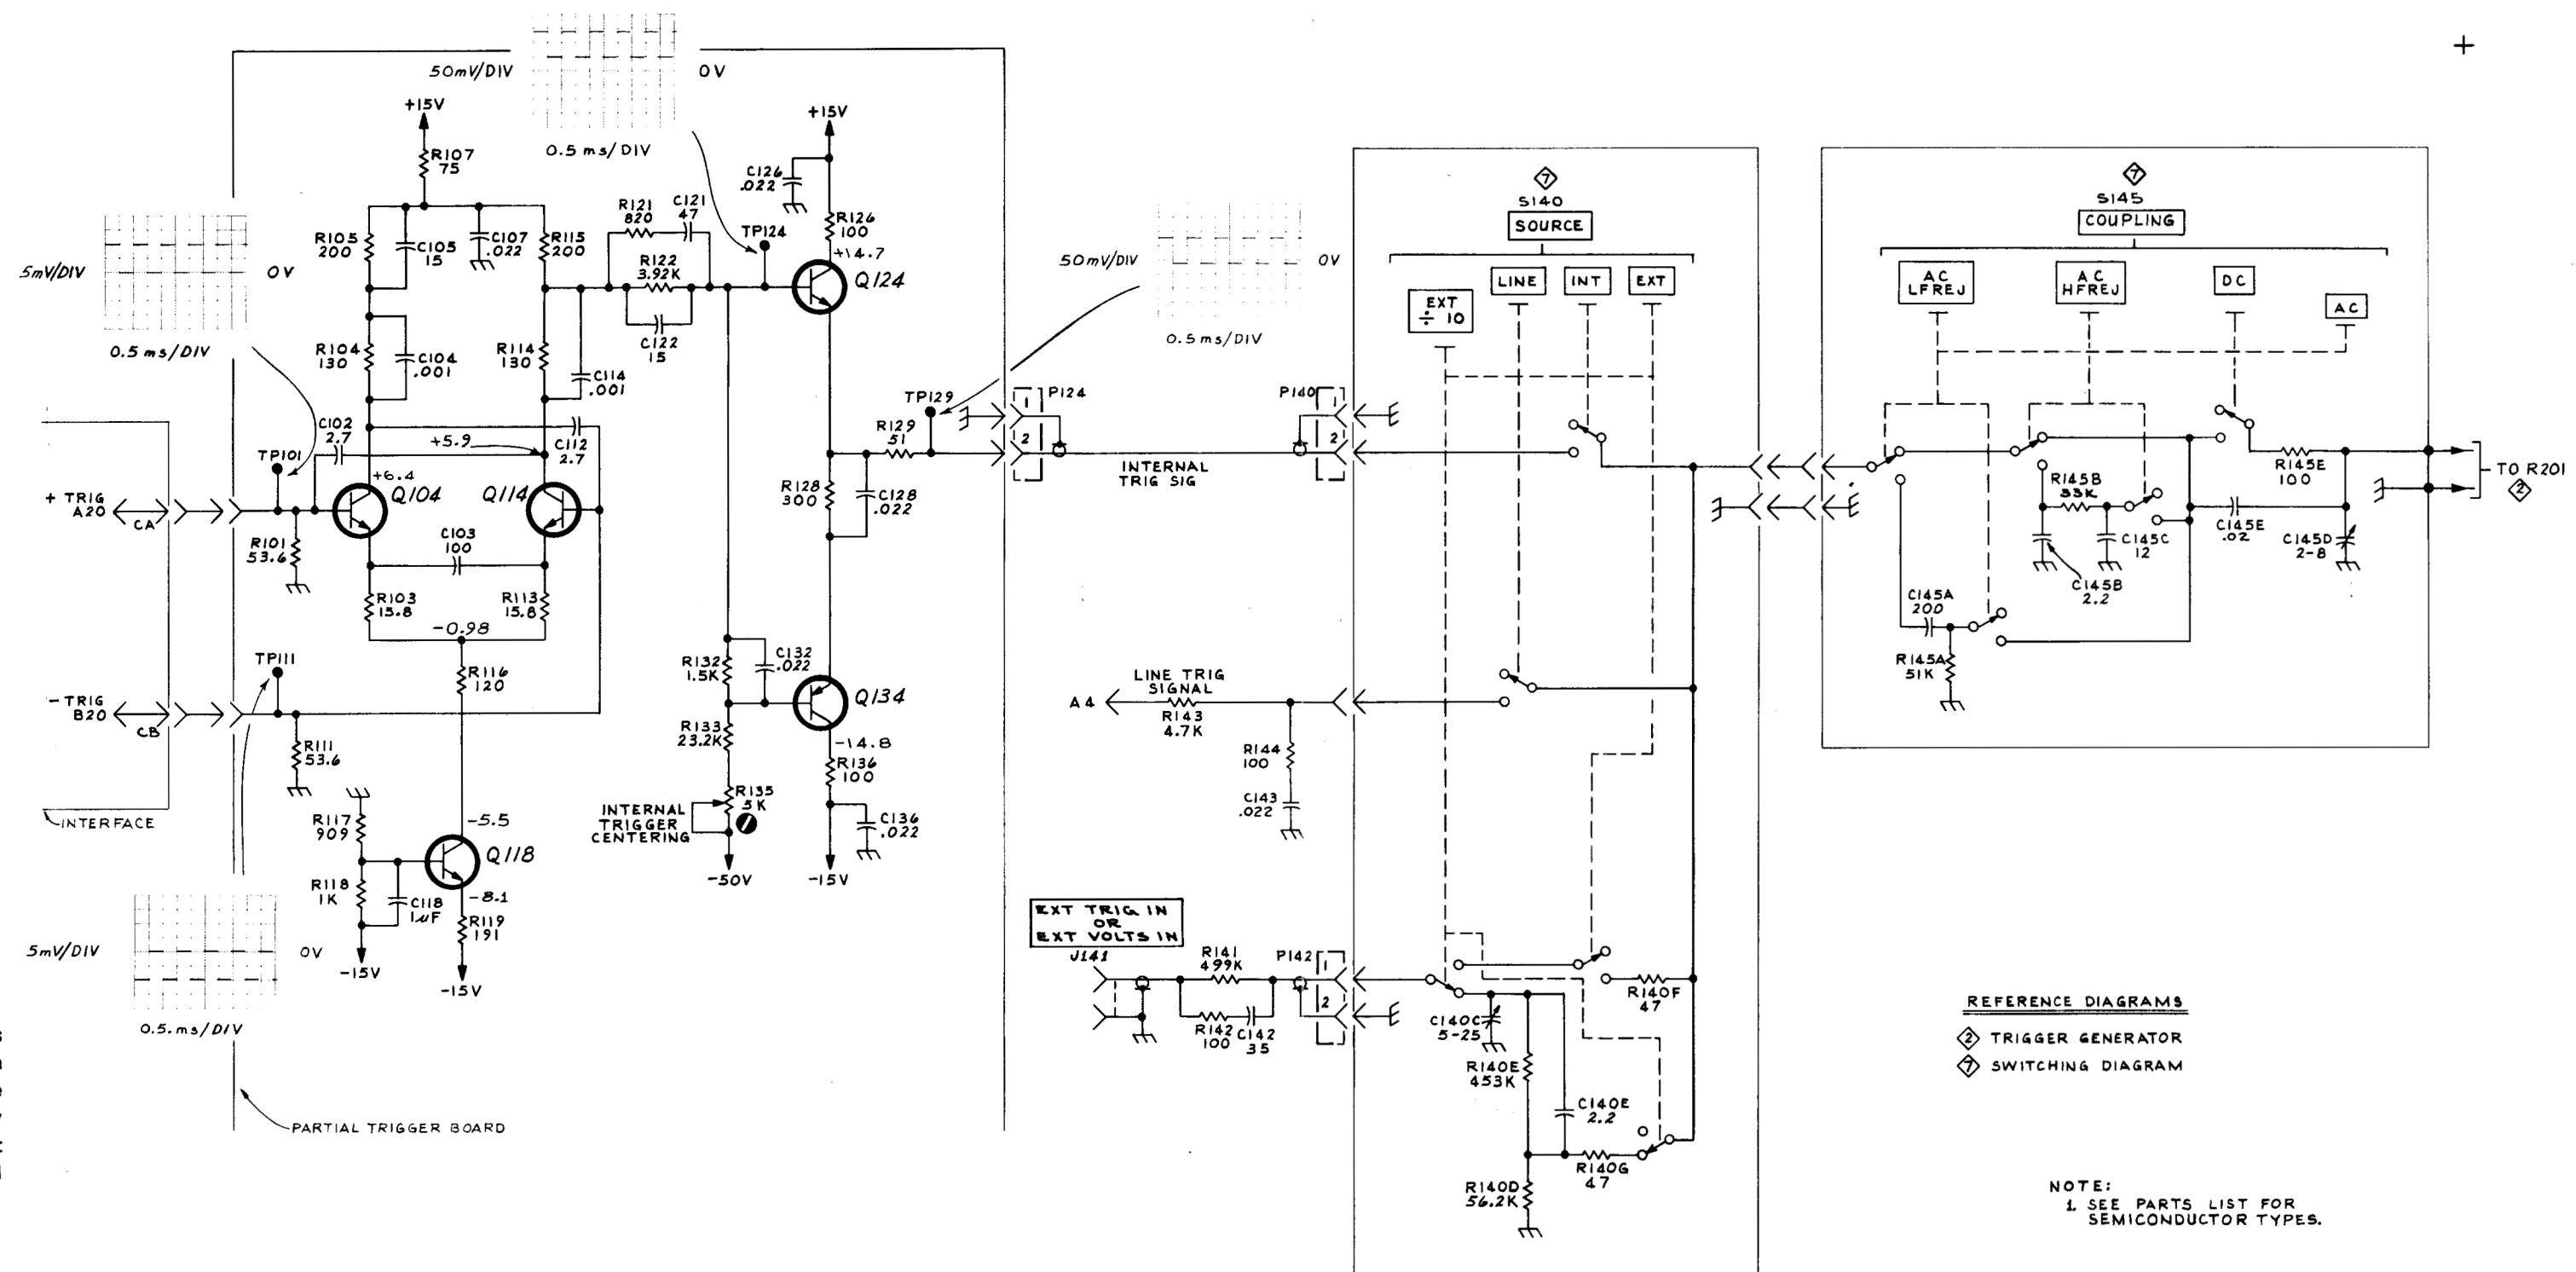 50mV/DIV
0V
0.5 ms/DIV
+15V
R107
75
+15V
C126
.022
R126
100
+14.7
Q124
5mV/DIV
0V
0.5 ms/DIV
R105
200
C105
15
C107
.022
R115
200
R121
820
C121
47
TP124
R122
3.92K
C122
15
R104
130
C104
.001
R114
130
C114
.001
C102
2.7
+5.9
C112
2.7
TP101
+6.4
Q104
Q114
+ TRIG
A20
CA
R101
53.6
C103
100
R103
15.8
R113
15.8
-0.98
TP111
R116
120
- TRIG
B20
CB
R111
53.6
INTERFACE
R117
909
-5.5
Q118
R118
1K
C118
1µF
-8.1
R119
191
-15V
-15V
5mV/DIV
0V
0.5. ms/DIV
PARTIAL TRIGGER BOARD
R128
300
C128
.022
R129
51
TP129
R132
1.5K
C132
.022
Q134
R133
23.2K
-14.8
R136
100
INTERNAL
TRIGGER
CENTERING
R135
5K
C136
.022
-50V
-15V
50mV/DIV
0V
0.5 ms/DIV
1
P124
2
INTERNAL
TRIG SIG
P140
1
2
LINE TRIG
SIGNAL
A4
R143
4.7K
R144
100
C143
.022
EXT TRIG IN
OR
EXT VOLTS IN
J141
R141
499K
R142
100
C142
35
P142
1
2
7
S140
SOURCE
EXT
÷ 10
LINE
INT
EXT
R140F
47
C140C
5-25
R140E
453K
C140E
2.2
R140G
47
R140D
56.2K
7
S145
COUPLING
AC
LFREJ
AC
HFREJ
DC
AC
R145E
100
TO R201
2
R145B
33K
C145C
12
C145E
.02
C145D
2-8
C145B
2.2
C145A
200
R145A
51K
REFERENCE DIAGRAMS
2 TRIGGER GENERATOR
7 SWITCHING DIAGRAM
NOTE:
1. SEE PARTS LIST FOR
SEMICONDUCTOR TYPES.